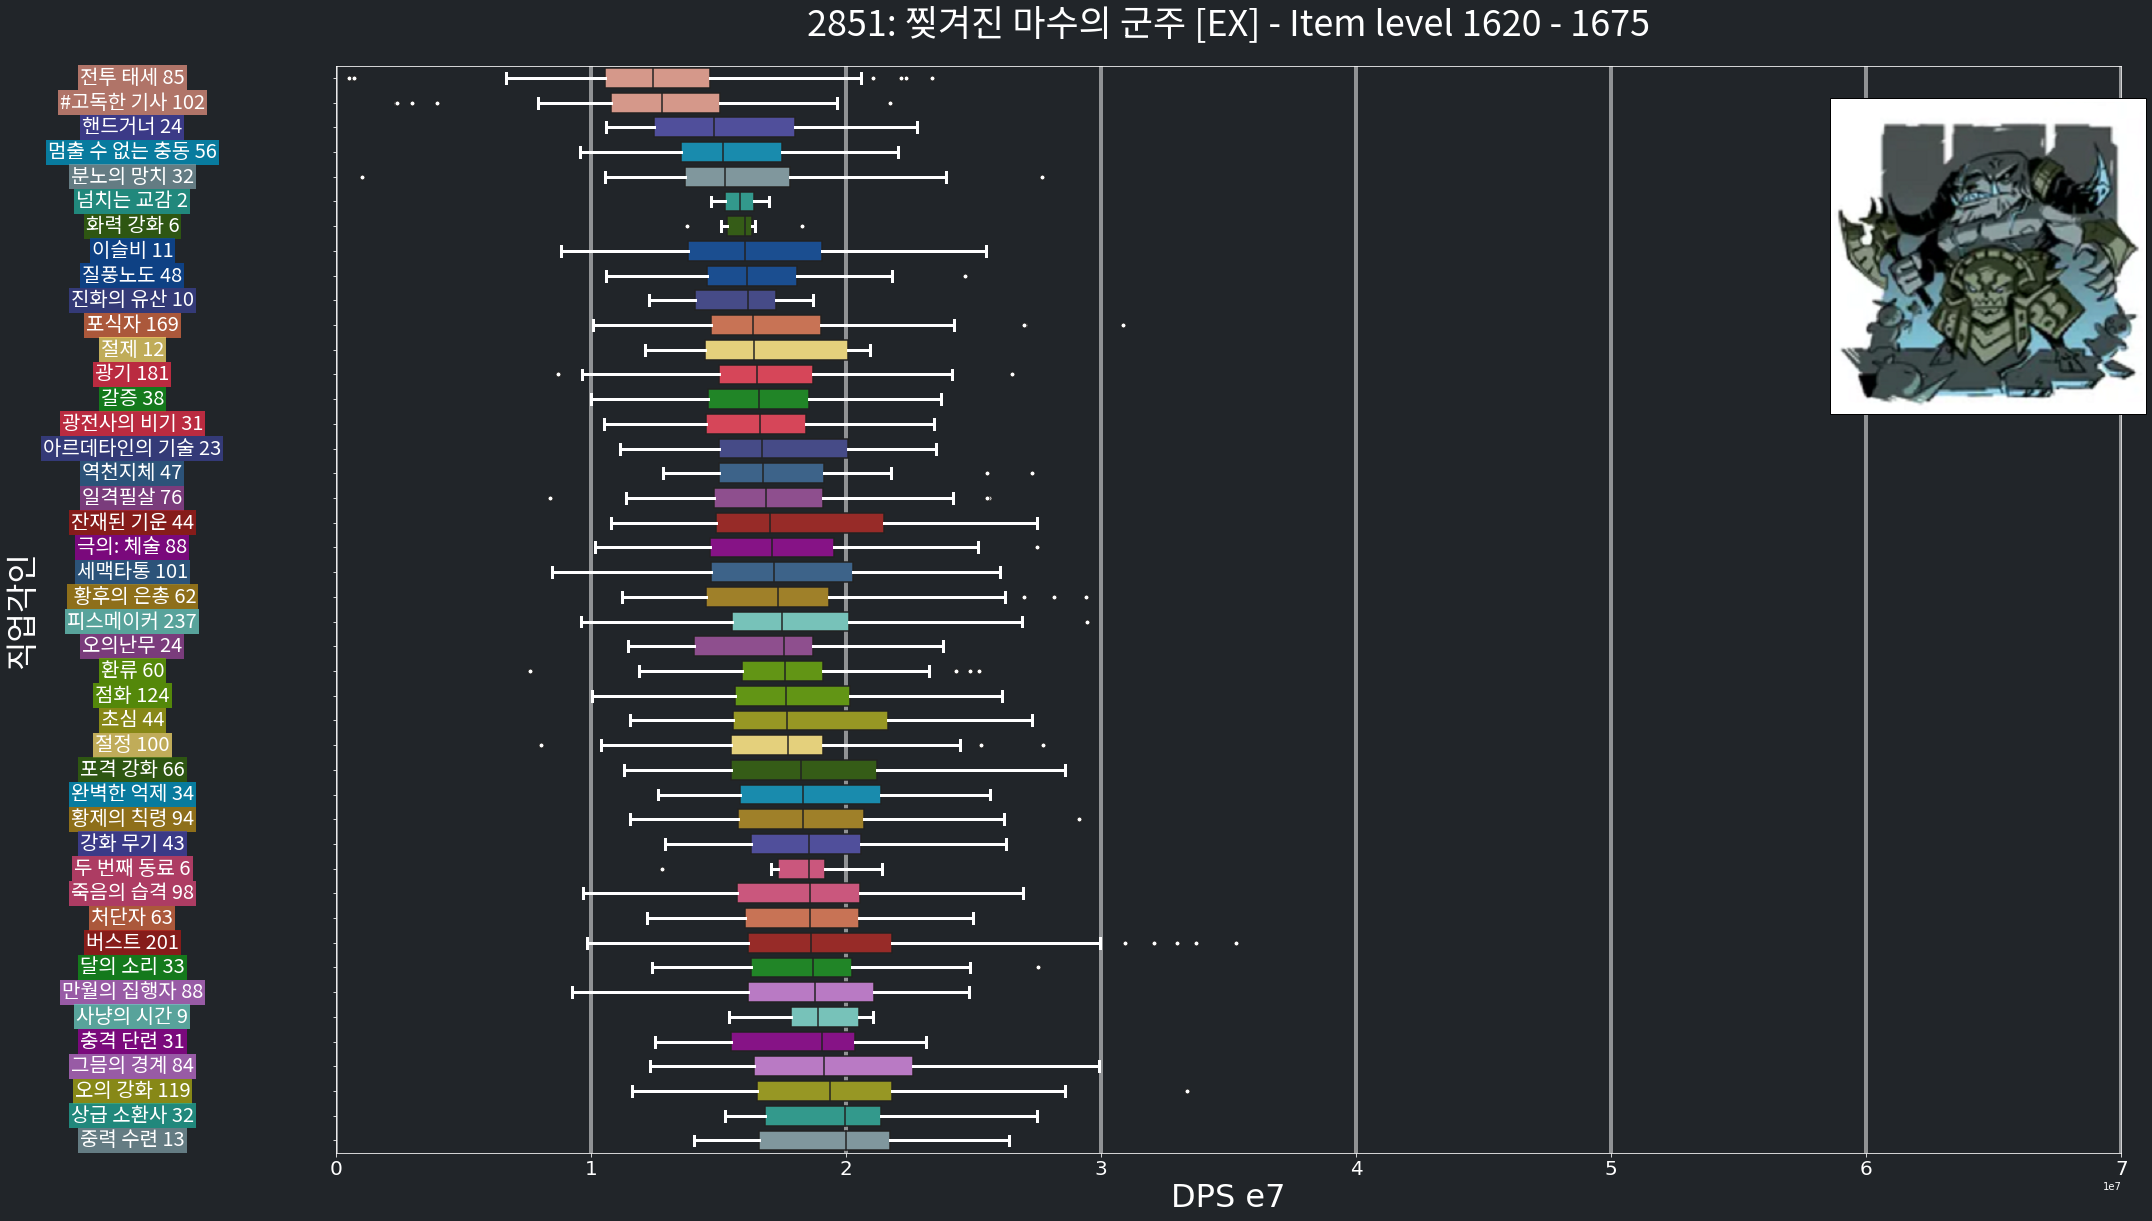 2851: 찢겨진 마수의 군주 [EX] - Item level 1620 - 1675
직업각인
전투 태세 85
#고독한 기사 102
핸드거너 24
멈출 수 없는 충동 56
분노의 망치 32
넘치는 교감 2
화력 강화 6
이슬비 11
질풍노도 48
진화의 유산 10
포식자 169
절제 12
광기 181
갈증 38
광전사의 비기 31
아르데타인의 기술 23
역천지체 47
일격필살 76
잔재된 기운 44
극의: 체술 88
세맥타통 101
황후의 은총 62
피스메이커 237
오의난무 24
환류 60
점화 124
초심 44
절정 100
포격 강화 66
완벽한 억제 34
황제의 칙령 94
강화 무기 43
두 번째 동료 6
죽음의 습격 98
처단자 63
버스트 201
달의 소리 33
만월의 집행자 88
사냥의 시간 9
충격 단련 31
그믐의 경계 84
오의 강화 119
상급 소환사 32
중력 수련 13
0 1 2 3 4 5 6 7
1e7
DPS e7